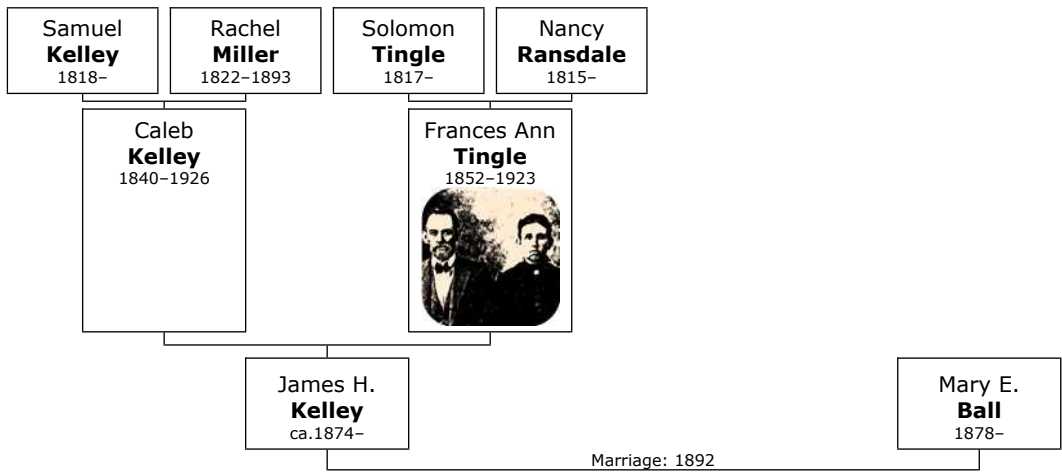 Samuel
Kelley
1818–
Rachel
Miller
1822–1893
Solomon
Tingle
1817–
Nancy
Ransdale
1815–
Caleb
Kelley
1840–1926
Frances Ann
Tingle
1852–1923
James H.
Kelley
ca.1874–
Mary E.
Ball
1878–
Marriage: 1892